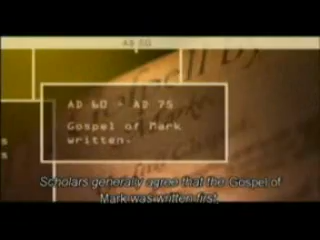 AD 60
AD 60 - AD 75
Gospel of Mark
written.
Scholars generally agree that the Gospel of
Mark was written first,